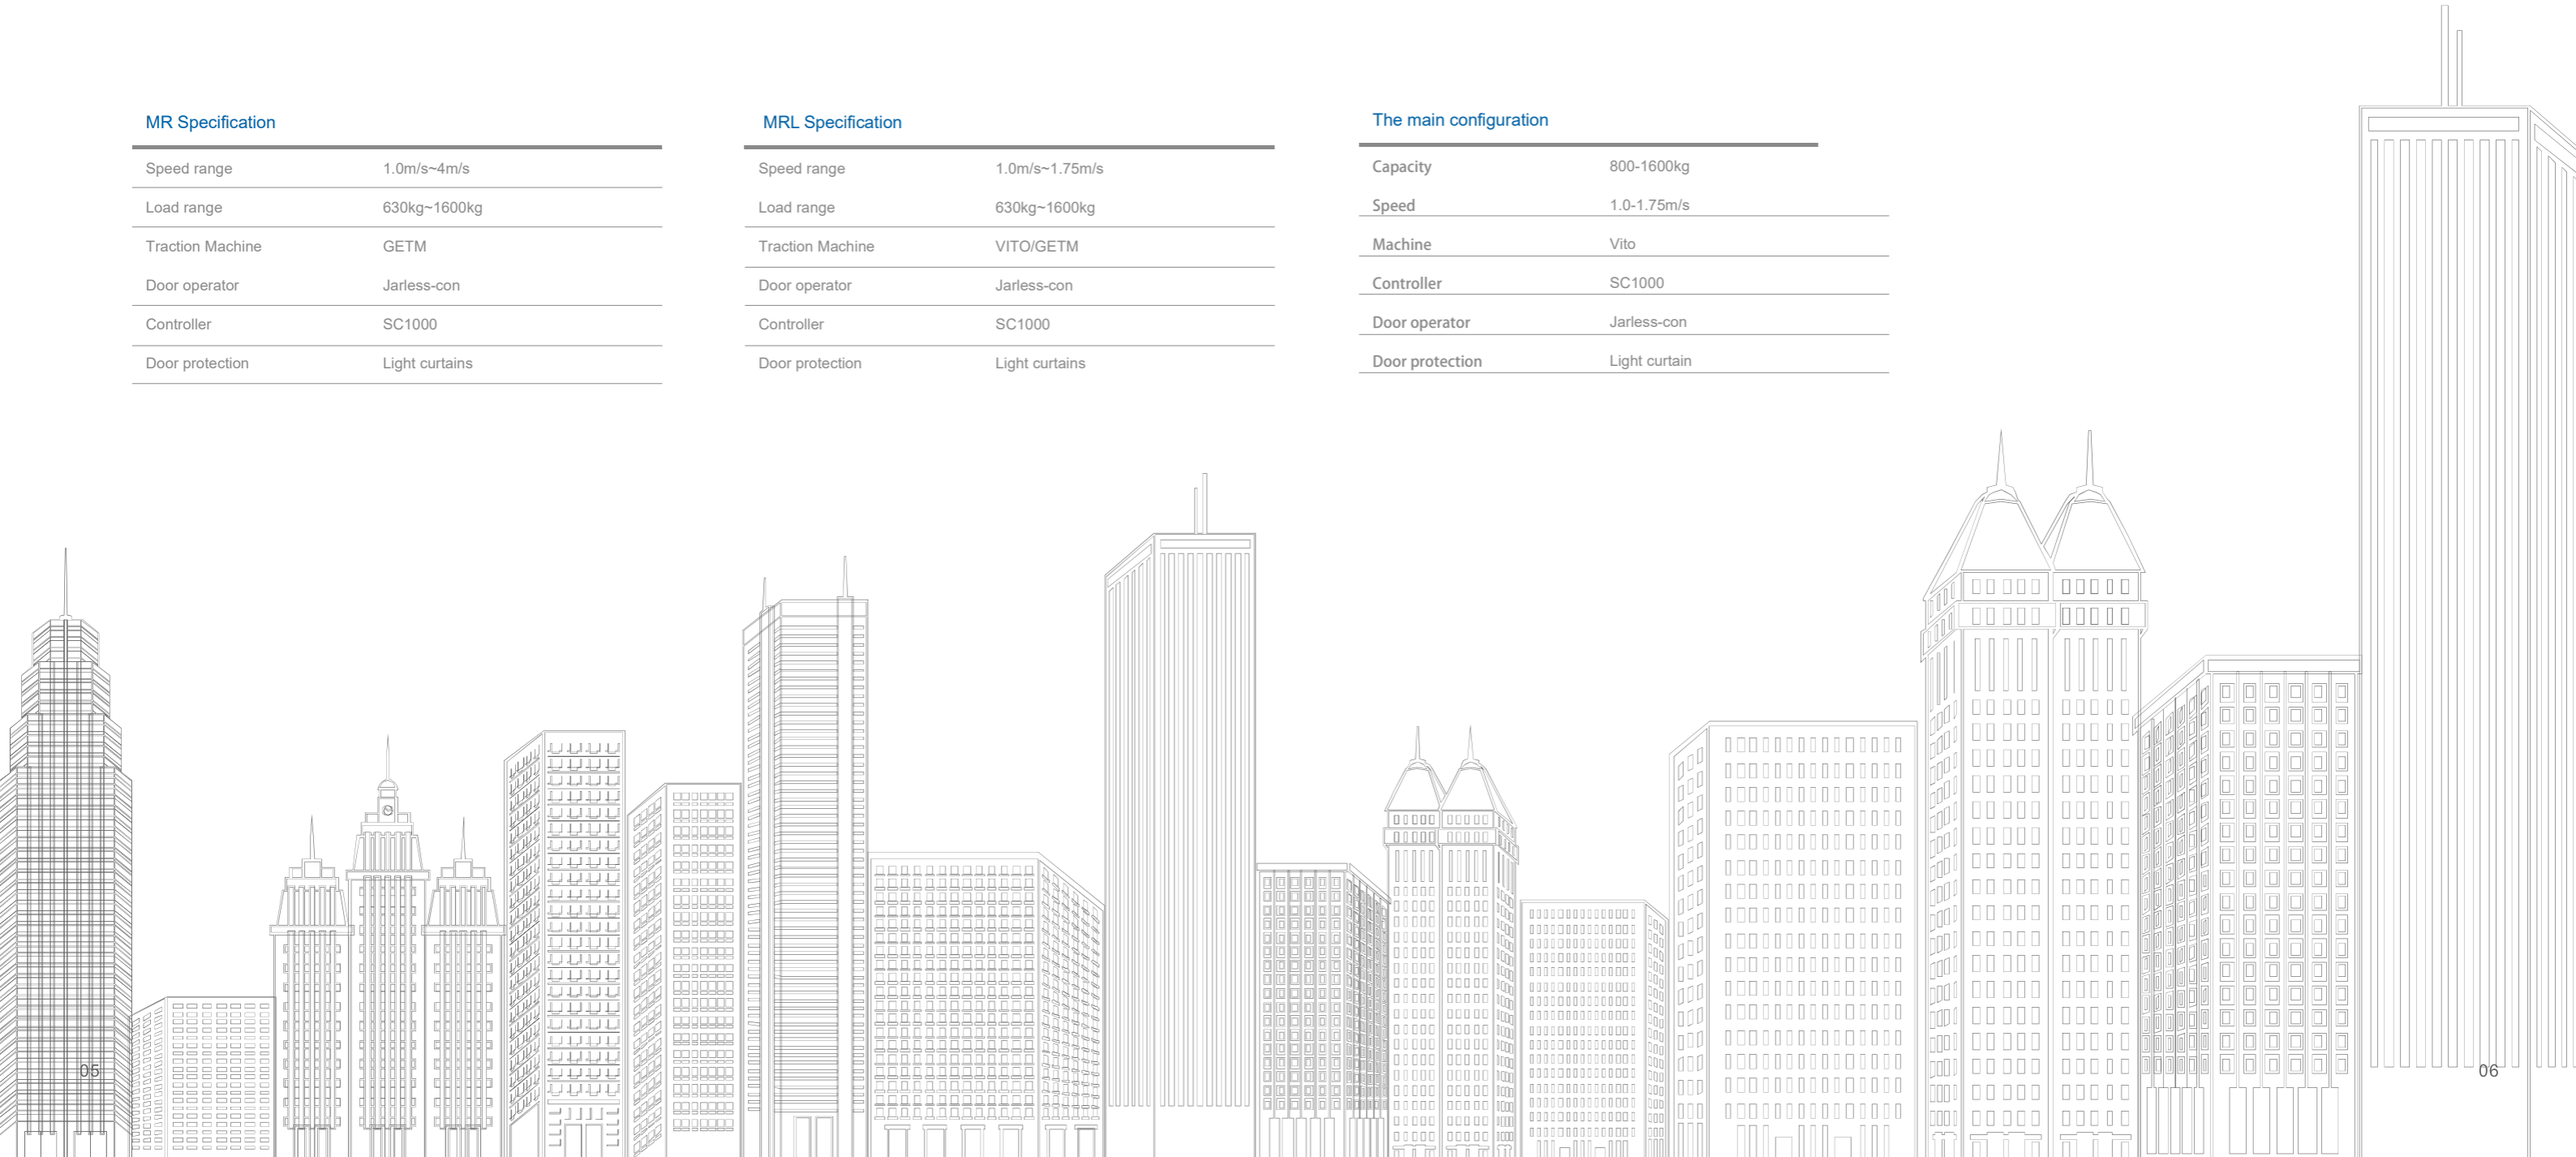 MR Specification
Speed range 1.0m/s~4m/s
Load range 630kg~1600kg
Traction Machine GETM
Door operator Jarless-con
Controller SC1000
Door protection Light curtains
MRL Specification
Speed range 1.0m/s~1.75m/s
Load range 630kg~1600kg
Traction Machine VITO/GETM
Door operator Jarless-con
Controller SC1000
Door protection Light curtains
The main configuration
Capacity 800-1600kg
Speed 1.0-1.75m/s
Machine Vito
Controller SC1000
Door operator Jarless-con
Door protection Light curtain
05
06